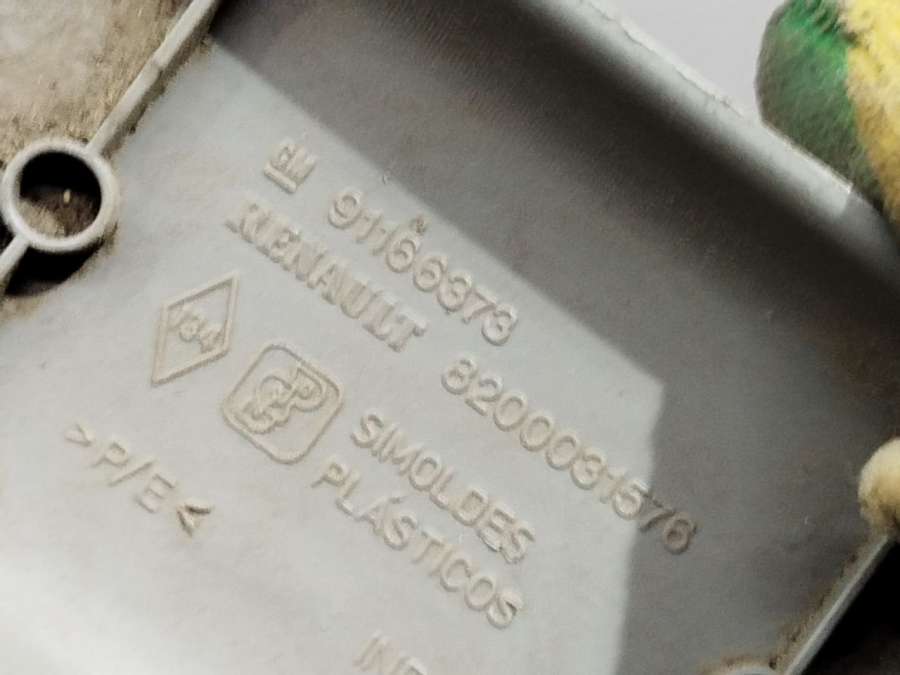 GM 91166373
RENAULT 8200031576
SIMOLDES
PLÁSTICOS
>P/E<